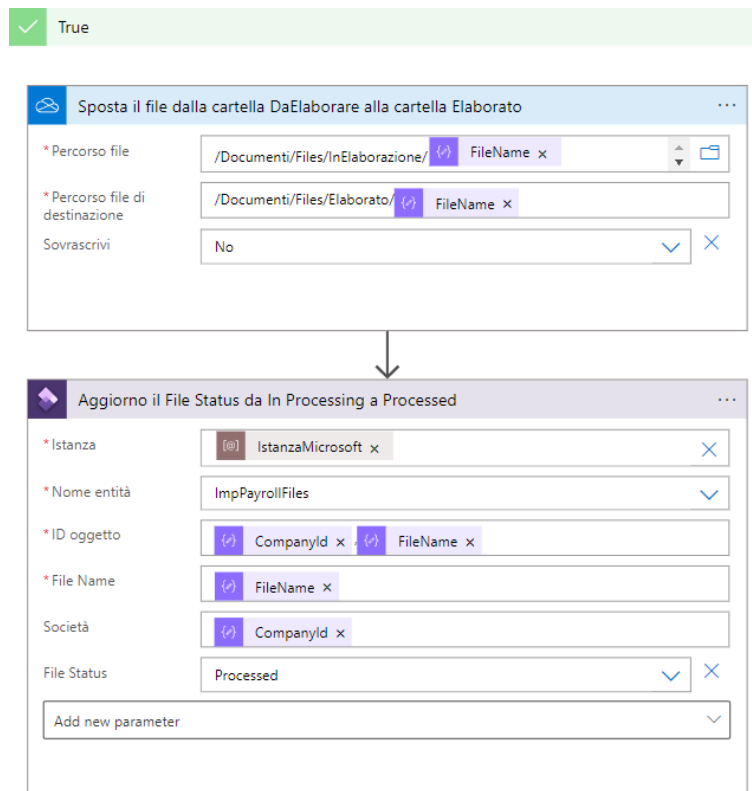 True
Sposta il file dalla cartella DaElaborare alla cartella Elaborato
...
* Percorso file
/Documenti/Files/InElaborazione/ FileName ×
* Percorso file di
destinazione
/Documenti/Files/Elaborato/ FileName ×
Sovrascrivi
No
Aggiorno il File Status da In Processing a Processed
...
* Istanza
[@] IstanzaMicrosoft ×
* Nome entità
ImpPayrollFiles
* ID oggetto
CompanyId × , FileName ×
* File Name
FileName ×
Società
CompanyId ×
File Status
Processed
Add new parameter